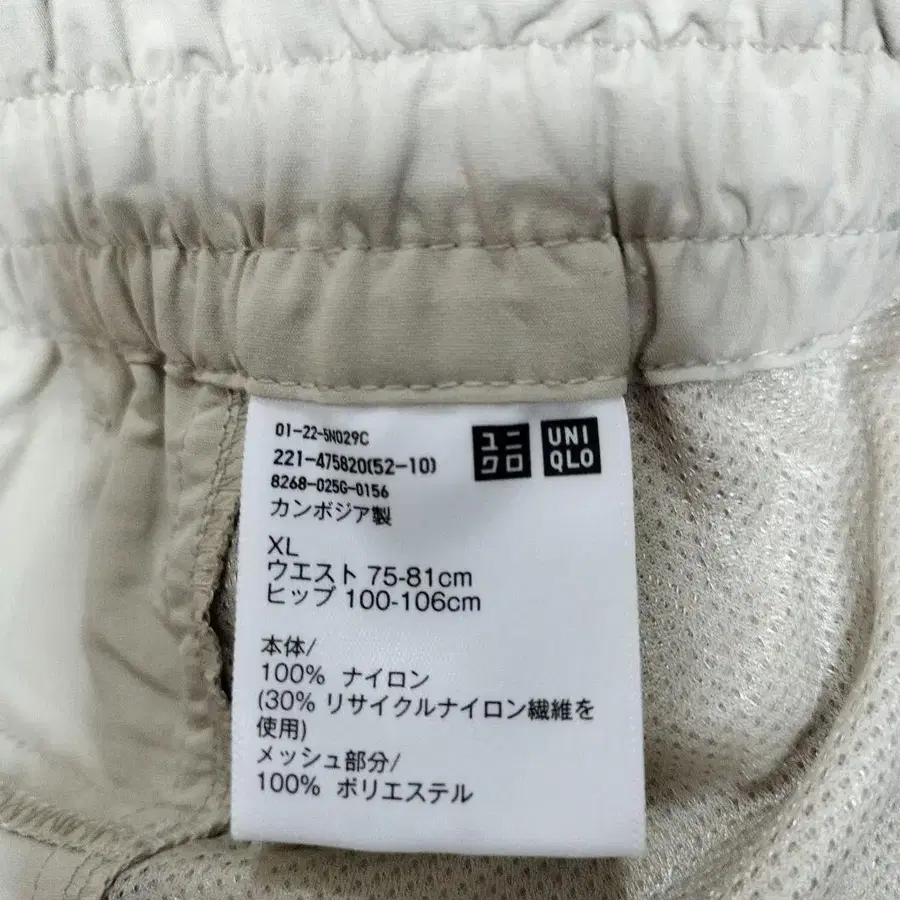 01-22-5N029C
221-475820(52-10)
8268-025G-0156
カンボジア製
ユニ
クロ
UNI
QLO
XL
ウエスト 75-81cm
ヒップ 100-106cm
本体/
100% ナイロン
(30% リサイクルナイロン繊維を
使用)
メッシュ部分/
100% ポリエステル